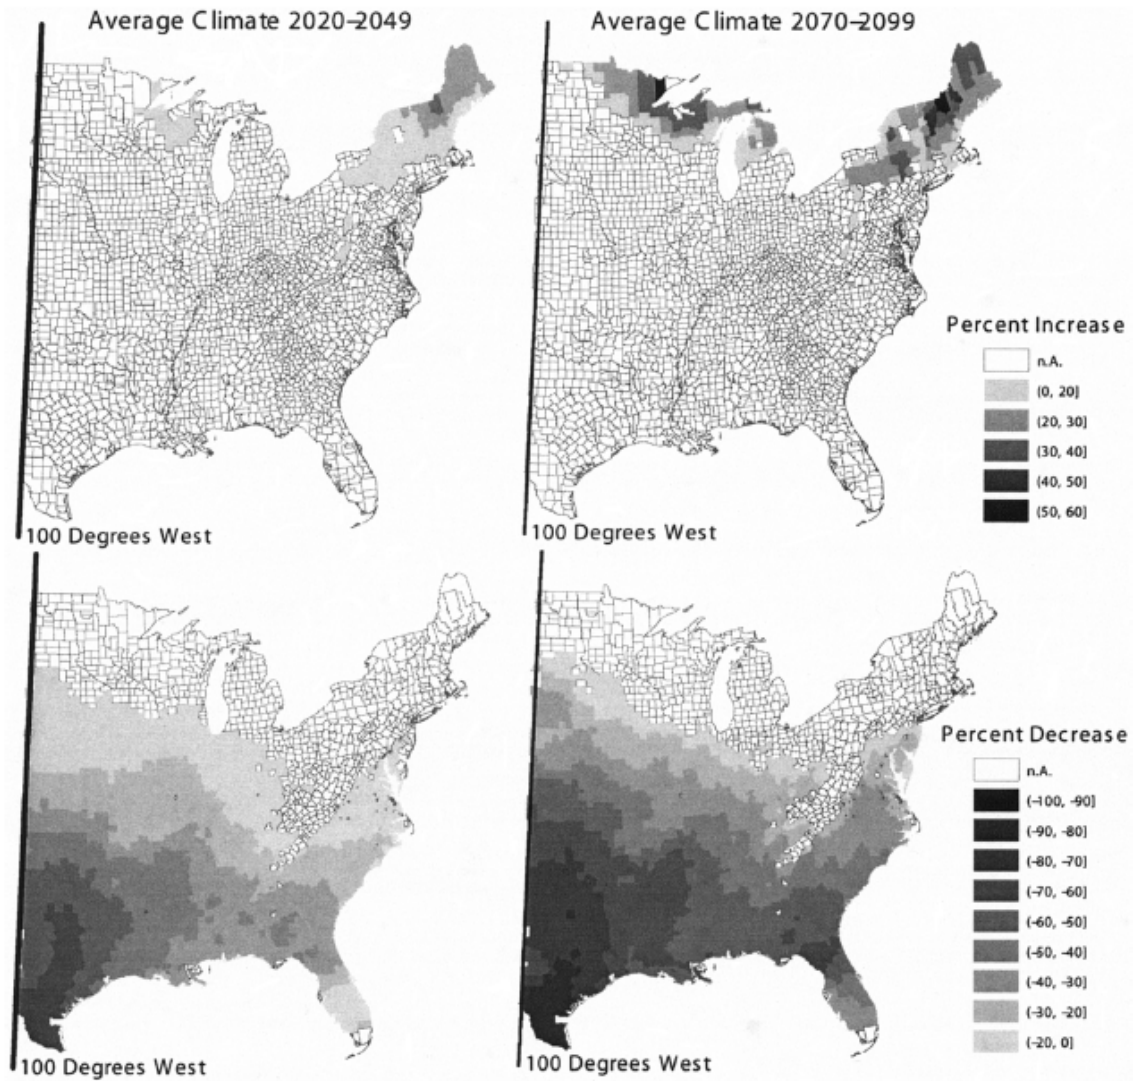 Average Climate 2020–2049
Average Climate 2070–2099
Percent Increase
n.A.
(0, 20]
(20, 30]
(30, 40]
(40, 50]
(50, 60]
100 Degrees West
100 Degrees West
Percent Decrease
n.A.
(–100, –90]
(–90, –80]
(–80, –70]
(–70, –60]
(–60, –50]
(–50, –40]
(–40, –30]
(–30, –20]
(–20, 0]
100 Degrees West
100 Degrees West